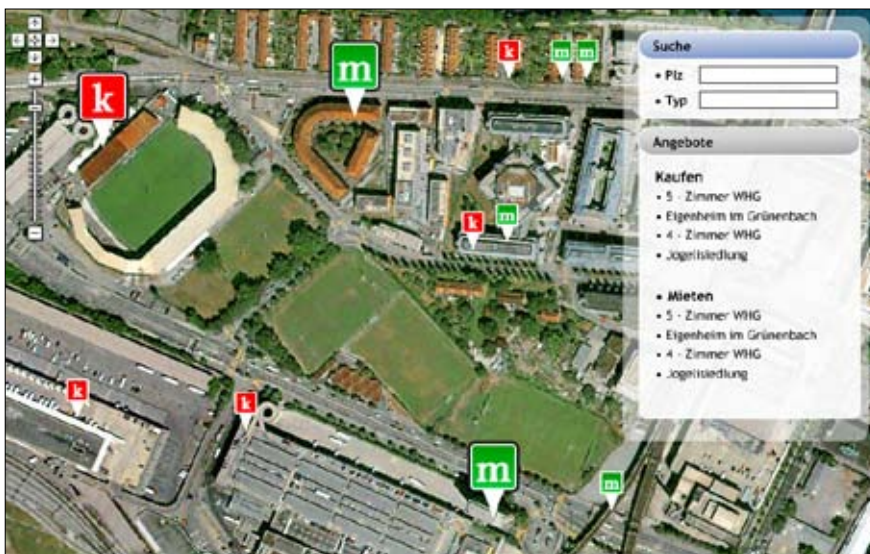 k
m
k
m
m
k
m
k
k
m
m
Suche
• Plz
• Typ
Angebote
Kaufen
• 5 - Zimmer WHG
• Eigenheim im Grünenbach
• 4 - Zimmer WHG
• Jogelisiedlung
• Mieten
• 5 - Zimmer WHG
• Eigenheim im Grünenbach
• 4 - Zimmer WHG
• Jogelisiedlung